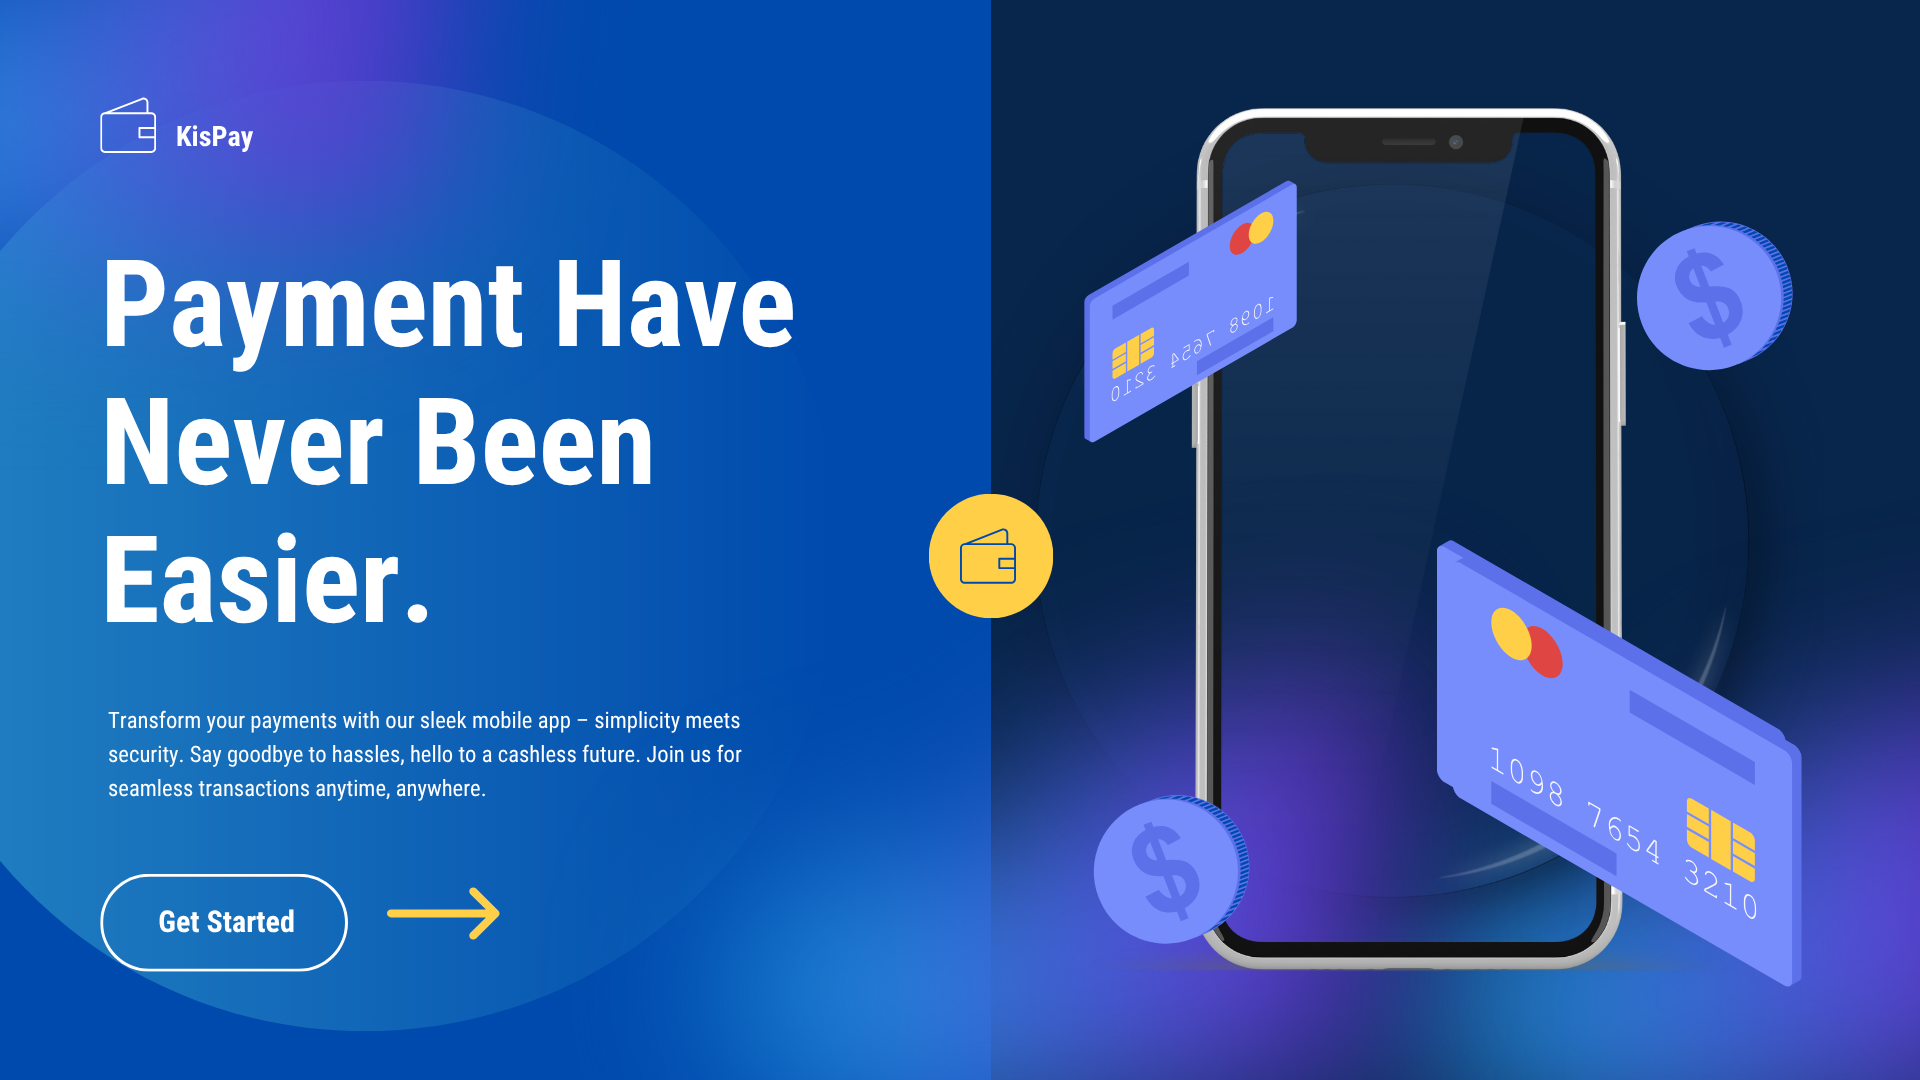 KisPay
Payment Have
Never Been
Easier.
Transform your payments with our sleek mobile app – simplicity meets
security. Say goodbye to hassles, hello to a cashless future. Join us for
seamless transactions anytime, anywhere.
Get Started
1098 7654 3210
$
$
1098 7654 3210